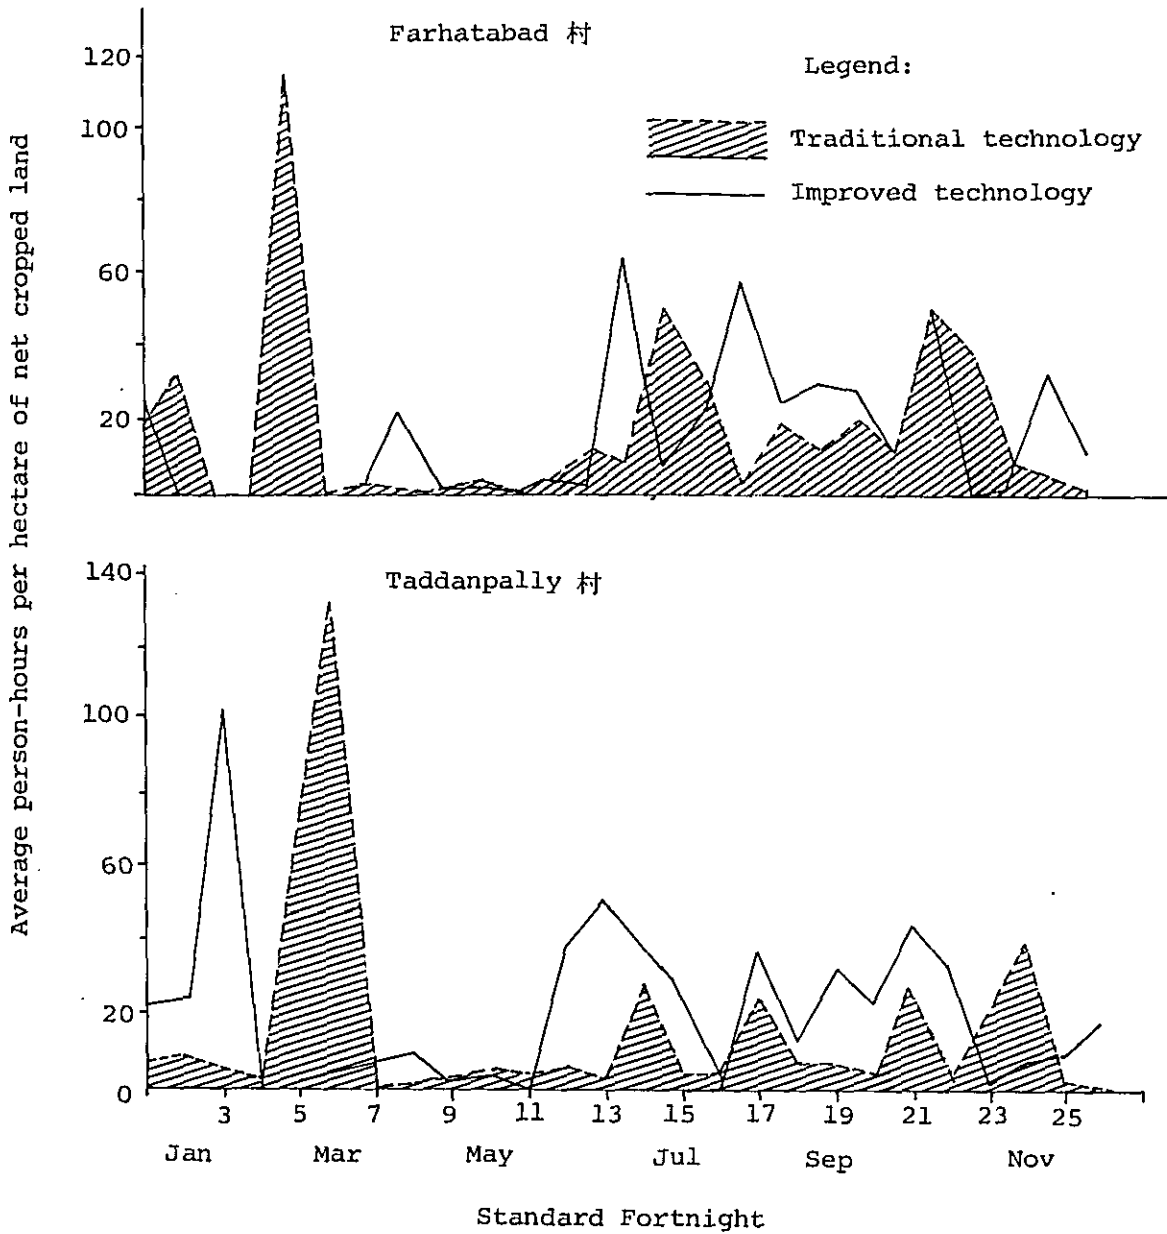 Farhatabad 村
Legend:
Traditional technology
Improved technology
120
100
60
20
Average person-hours per hectare of net cropped land
Taddanpally 村
140
100
60
20
0
3 5 7 9 11 13 15 17 19 21 23 25
Jan Mar May Jul Sep Nov
Standard Fortnight